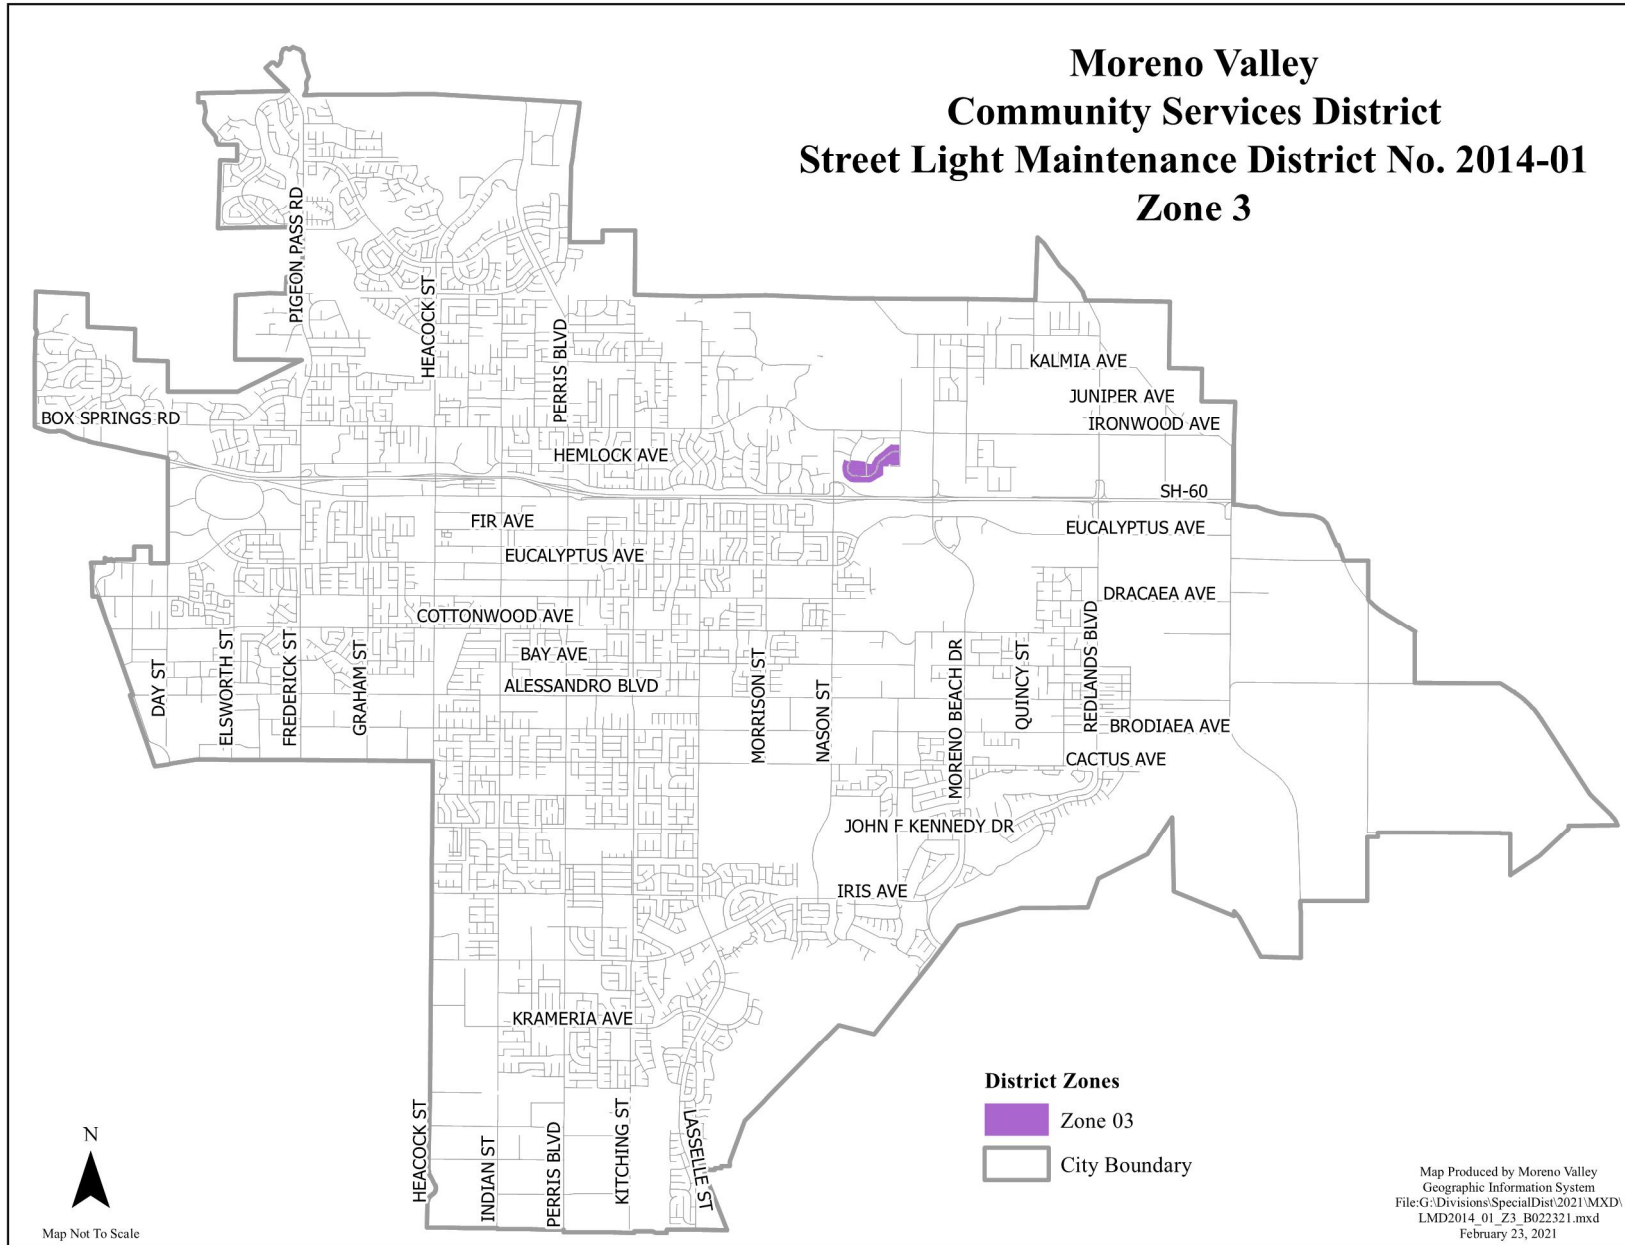 Moreno Valley
Community Services District
Street Light Maintenance District No. 2014-01
Zone 3
PIGEON PASS RD
HEACOCK ST
PERRIS BLVD
KALMIA AVE
JUNIPER AVE
IRONWOOD AVE
BOX SPRINGS RD
HEMLOCK AVE
SH-60
FIR AVE
EUCALYPTUS AVE
EUCALYPTUS AVE
DRACAEA AVE
COTTONWOOD AVE
BAY AVE
ALESSANDRO BLVD
DAY ST
ELSWORTH ST
FREDERICK ST
GRAHAM ST
MORRISON ST
NASON ST
MORENO BEACH DR
QUINCY ST
REDLANDS BLVD
BRODIAEA AVE
CACTUS AVE
JOHN F KENNEDY DR
IRIS AVE
KRAMERIA AVE
HEACOCK ST
INDIAN ST
PERRIS BLVD
KITCHING ST
LASSELLE ST
District Zones
Zone 03
City Boundary
N
Map Not To Scale
Map Produced by Moreno Valley
Geographic Information System
File:G:\Divisions\SpecialDist\2021\MXD\
LMD2014_01_Z3_B022321.mxd
February 23, 2021